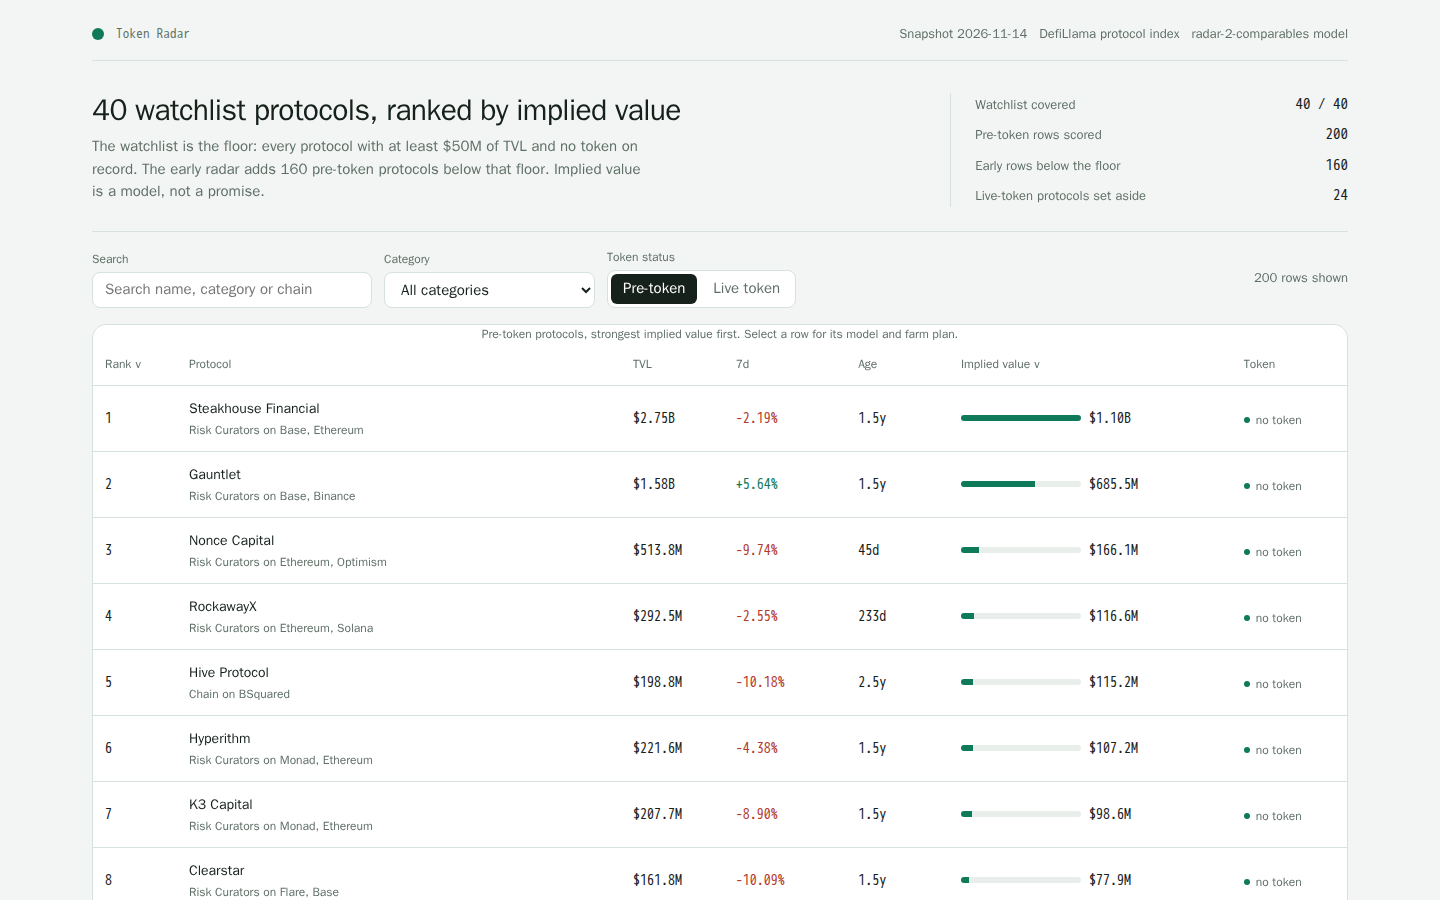 Token Radar
Snapshot 2026-11-14 DefiLlama protocol index radar-2-comparables model
40 watchlist protocols, ranked by implied value
The watchlist is the floor: every protocol with at least $50M of TVL and no token on
record. The early radar adds 160 pre-token protocols below that floor. Implied value
is a model, not a promise.
Watchlist covered 40 / 40
Pre-token rows scored 200
Early rows below the floor 160
Live-token protocols set aside 24
Search Category Token status
Search name, category or chain All categories Pre-token Live token
200 rows shown
Pre-token protocols, strongest implied value first. Select a row for its model and farm plan.
Rank v Protocol TVL 7d Age Implied value v Token
1 Steakhouse Financial $2.75B -2.19% 1.5y $1.10B no token
Risk Curators on Base, Ethereum
2 Gauntlet $1.58B +5.64% 1.5y $685.5M no token
Risk Curators on Base, Binance
3 Nonce Capital $513.8M -9.74% 45d $166.1M no token
Risk Curators on Ethereum, Optimism
4 RockawayX $292.5M -2.55% 233d $116.6M no token
Risk Curators on Ethereum, Solana
5 Hive Protocol $198.8M -10.18% 2.5y $115.2M no token
Chain on BSquared
6 Hyperithm $221.6M -4.38% 1.5y $107.2M no token
Risk Curators on Monad, Ethereum
7 K3 Capital $207.7M -8.90% 1.5y $98.6M no token
Risk Curators on Monad, Ethereum
8 Clearstar $161.8M -10.09% 1.5y $77.9M no token
Risk Curators on Flare, Base